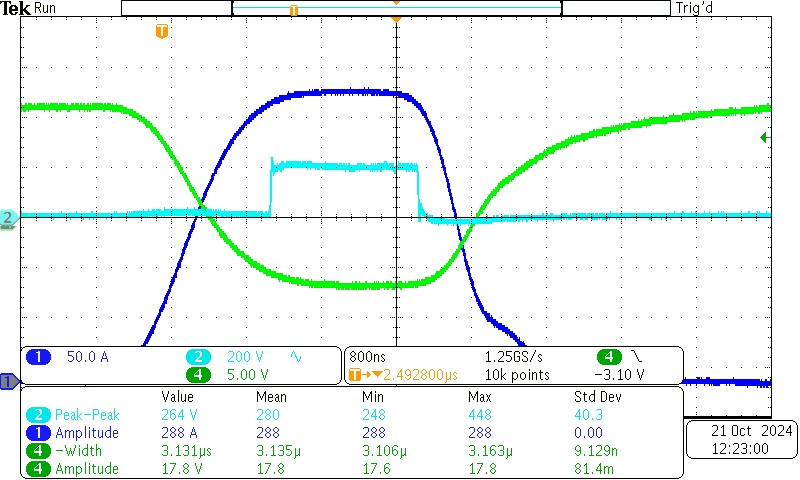 Tek Run Trig'd
T
T
2
1
1 50.0 A 2 200 V
4 5.00 V
800ns 1.25GS/s 4
T→▼2.492800µs 10k points −3.10 V
Value Mean Min Max Std Dev
2 Peak–Peak 264 V 280 248 448 40.3
1 Amplitude 288 A 288 288 288 0.00
4 −Width 3.131µs 3.135µ 3.106µ 3.163µ 9.129n
4 Amplitude 17.8 V 17.8 17.6 17.8 81.4m
21 Oct 2024
12:23:00